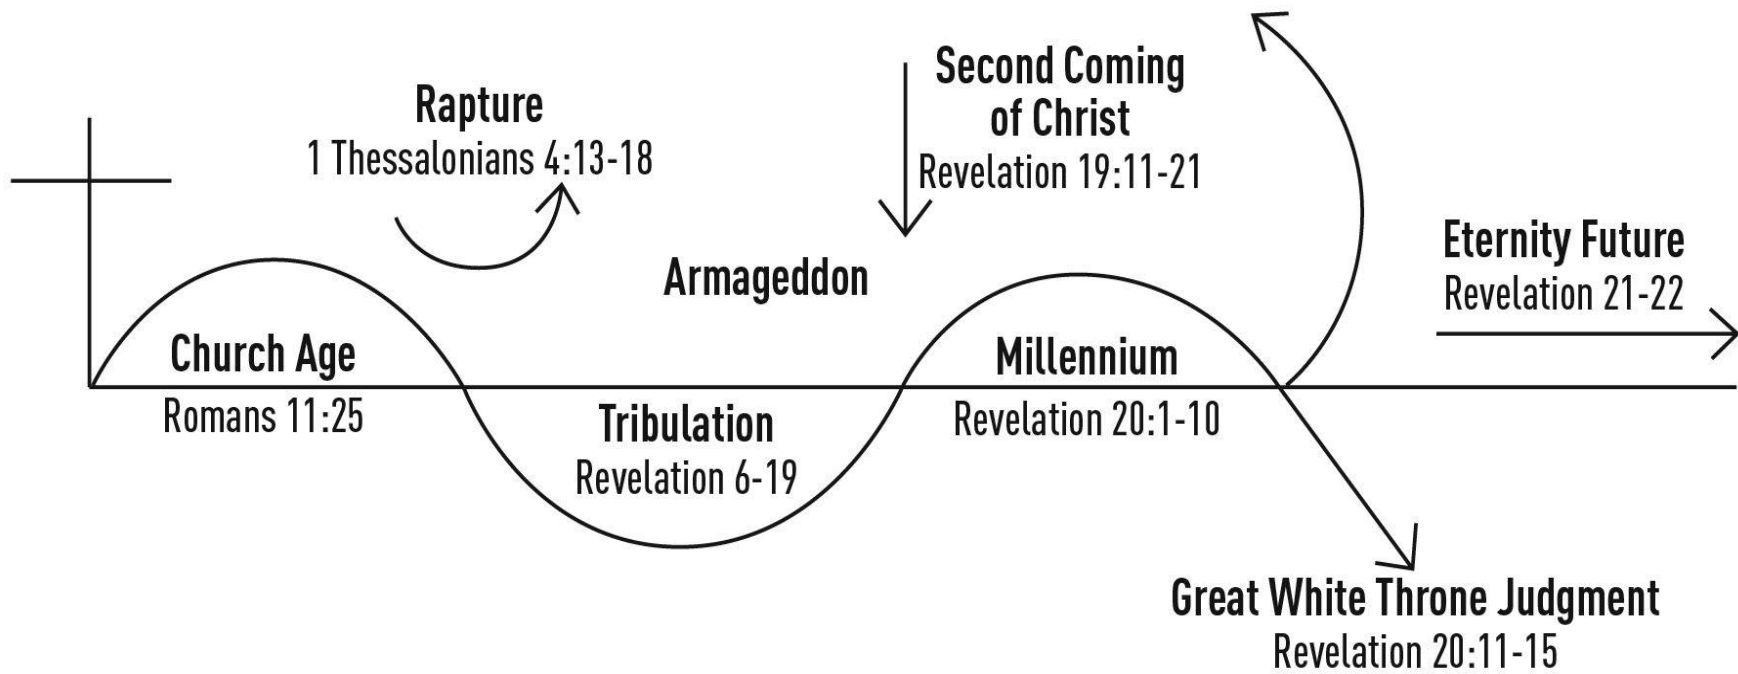 Rapture
1 Thessalonians 4:13-18
Second Coming
of Christ
Revelation 19:11-21
Armageddon
Eternity Future
Revelation 21-22
Church Age
Romans 11:25
Tribulation
Revelation 6-19
Millennium
Revelation 20:1-10
Great White Throne Judgment
Revelation 20:11-15